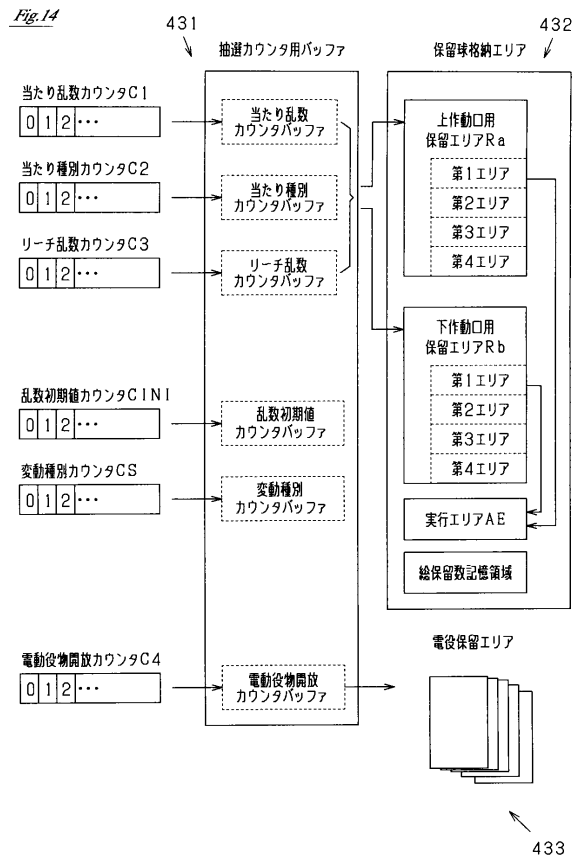 Fig.14
431
432
抽選カウンタ用バッファ
保留球格納エリア
当たり乱数カウンタC1
0 1 2 ・・・
当たり乱数
カウンタバッファ
当たり種別カウンタC2
0 1 2 ・・・
当たり種別
カウンタバッファ
リーチ乱数カウンタC3
0 1 2 ・・・
リーチ乱数
カウンタバッファ
上作動口用
保留エリアRa
第1エリア
第2エリア
第3エリア
第4エリア
下作動口用
保留エリアRb
第1エリア
第2エリア
第3エリア
第4エリア
乱数初期値カウンタCINI
0 1 2 ・・・
乱数初期値
カウンタバッファ
変動種別カウンタCS
0 1 2 ・・・
変動種別
カウンタバッファ
実行エリアAE
総保留数記憶領域
電動役物開放カウンタC4
0 1 2 ・・・
電動役物開放
カウンタバッファ
電役保留エリア
433